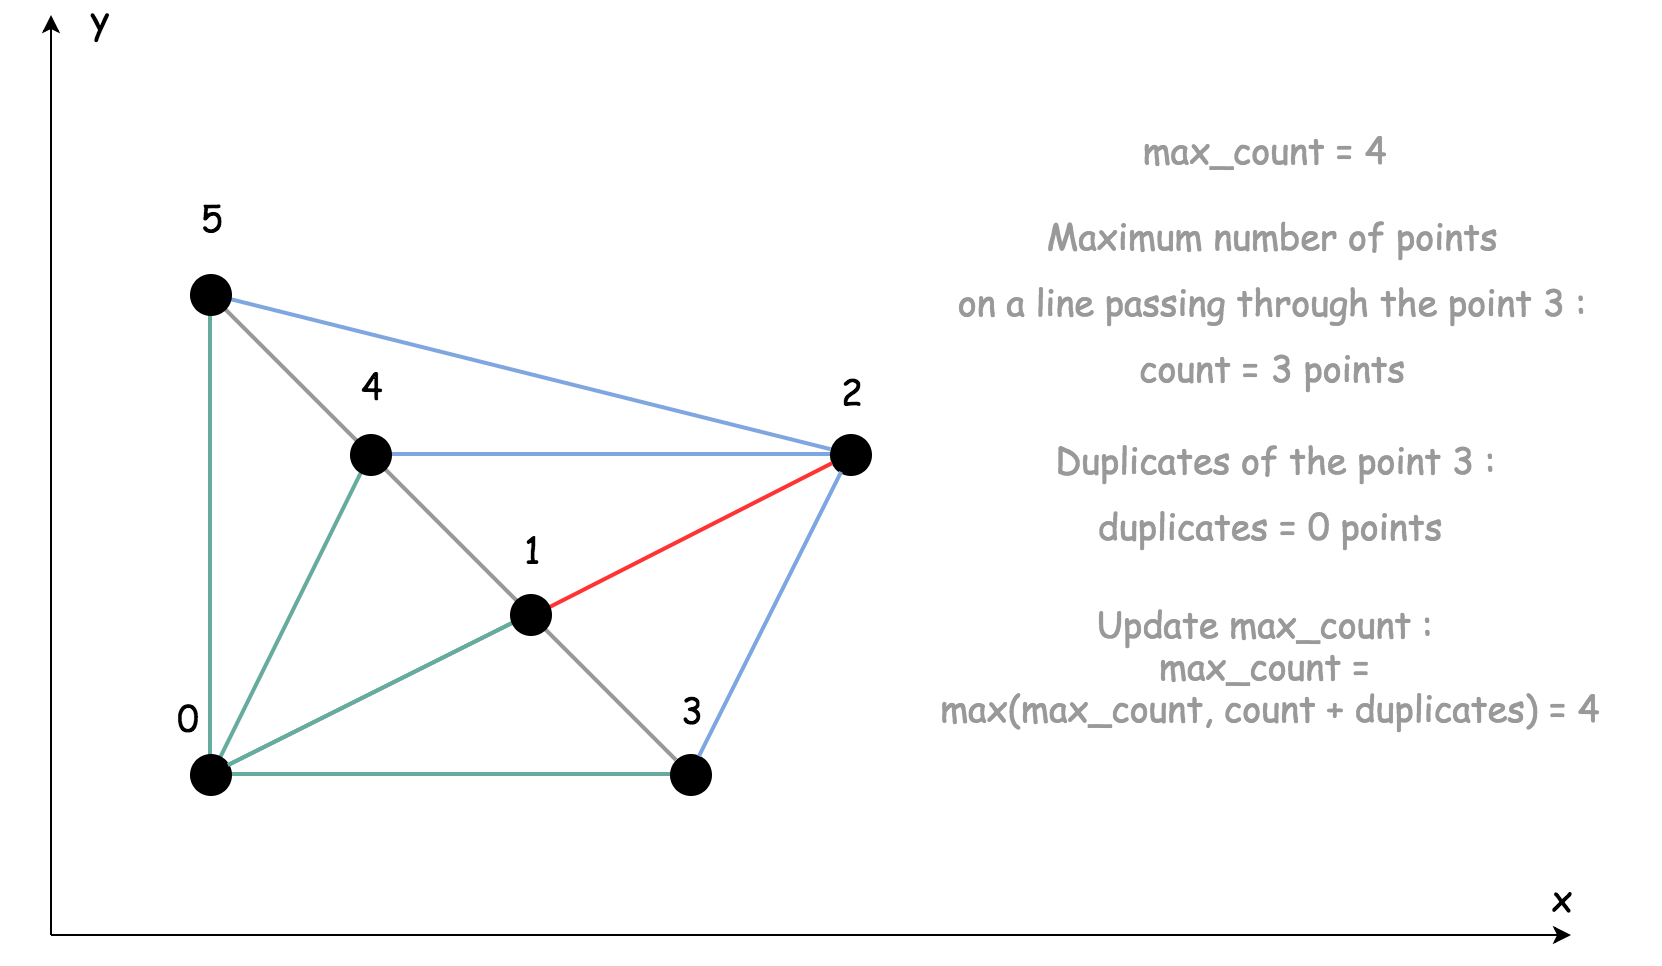 y
max_count = 4
5
Maximum number of points
on a line passing through the point 3 :
4
2
count = 3 points
Duplicates of the point 3 :
duplicates = 0 points
1
Update max_count :
max_count =
0
3
max(max_count, count + duplicates) = 4
x